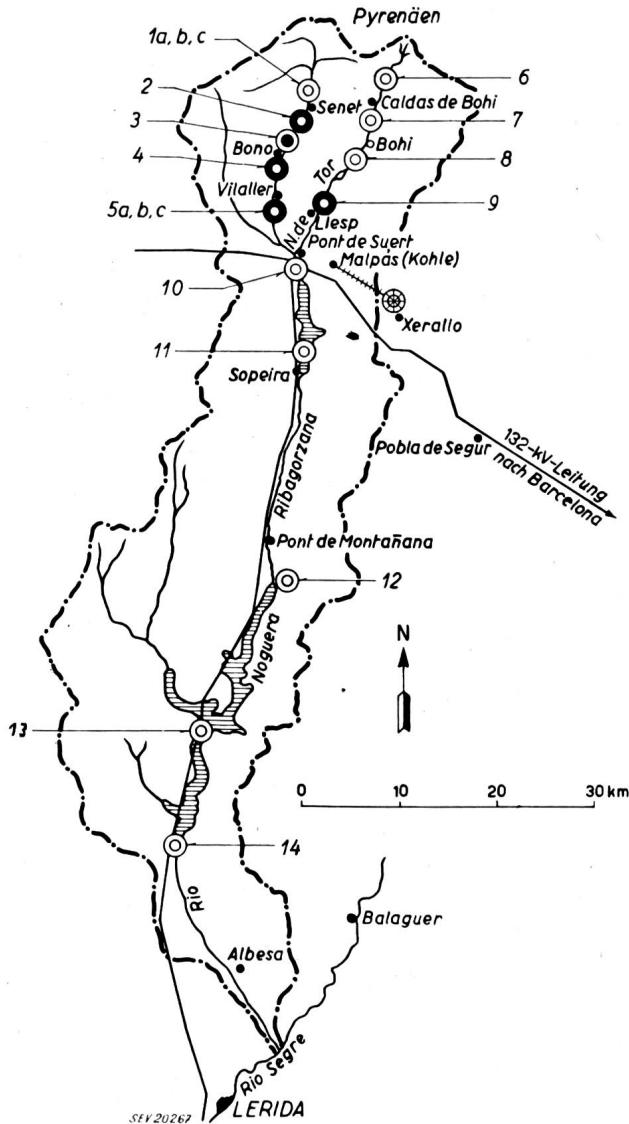 Pyrenäen
1a, b, c
6
2
Senet
Caldas de Bohi
3
7
Bono
Bohi
4
8
Vilaller
N. de Tor
5a, b, c
9
Llesp
Pont de Suert
Malpás (Kohle)
10
Xerallo
11
Sopeira
132-kV-Leitung
nach Barcelona
Pobla de Segur
Ribagorzana
Pont de Montañana
12
Noguera
N
13
0 10 20 30 km
14
Rio
Balaguer
Albesa
Rio Segre
LERIDA
SEV 20267